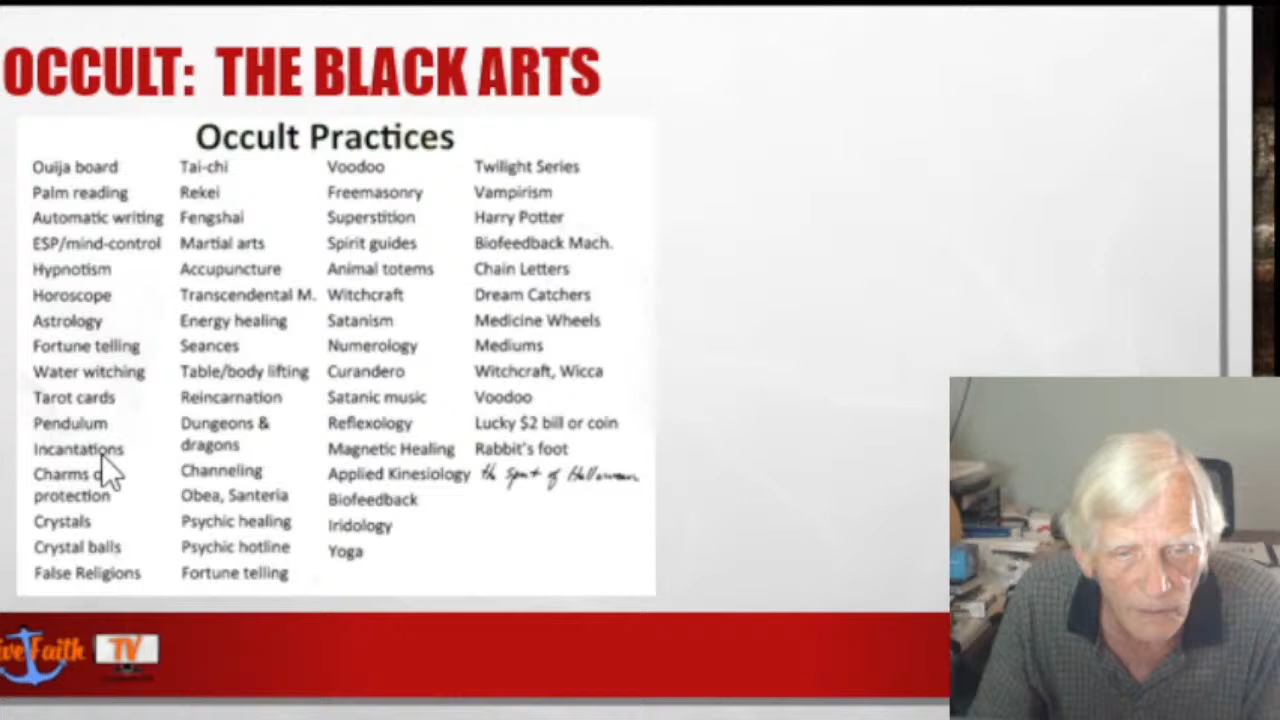 OCCULT: THE BLACK ARTS
Occult Practices
Ouija board
Palm reading
Automatic writing
ESP/mind-control
Hypnotism
Horoscope
Astrology
Fortune telling
Water witching
Tarot cards
Pendulum
Incantations
Charms
protection
Crystals
Crystal balls
False Religions
Tai-chi
Rekei
Fengshai
Martial arts
Accupuncture
Transcendental M.
Energy healing
Seances
Table/body lifting
Reincarnation
Dungeons &
dragons
Channeling
Obea, Santeria
Psychic healing
Psychic hotline
Fortune telling
Voodoo
Freemasonry
Superstition
Spirit guides
Animal totems
Witchcraft
Satanism
Numerology
Curandero
Satanic music
Reflexology
Magnetic Healing
Applied Kinesiology
Biofeedback
Iridology
Yoga
Twilight Series
Vampirism
Harry Potter
Biofeedback Mach.
Chain Letters
Dream Catchers
Medicine Wheels
Mediums
Witchcraft, Wicca
Voodoo
Lucky $2 bill or coin
Rabbit's foot
the Spirit of Halloween
ive Faith
TV